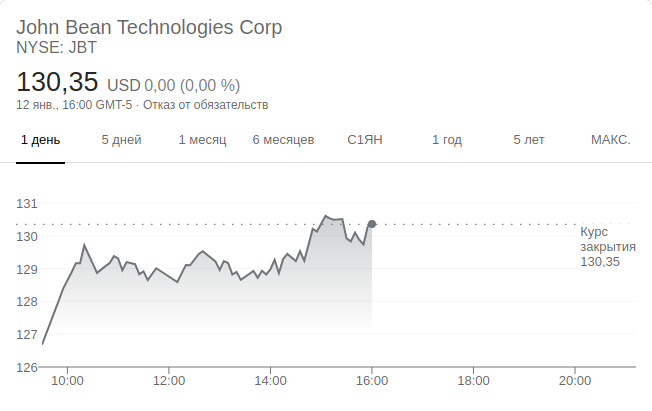 John Bean Technologies Corp
NYSE: JBT
130,35 USD 0,00 (0,00 %)
12 янв., 16:00 GMT-5 · Отказ от обязательств
1 день 5 дней 1 месяц 6 месяцев С1ЯН 1 год 5 лет МАКС.
131
130
129
128
127
126
Курс
закрытия
130,35
10:00 12:00 14:00 16:00 18:00 20:00